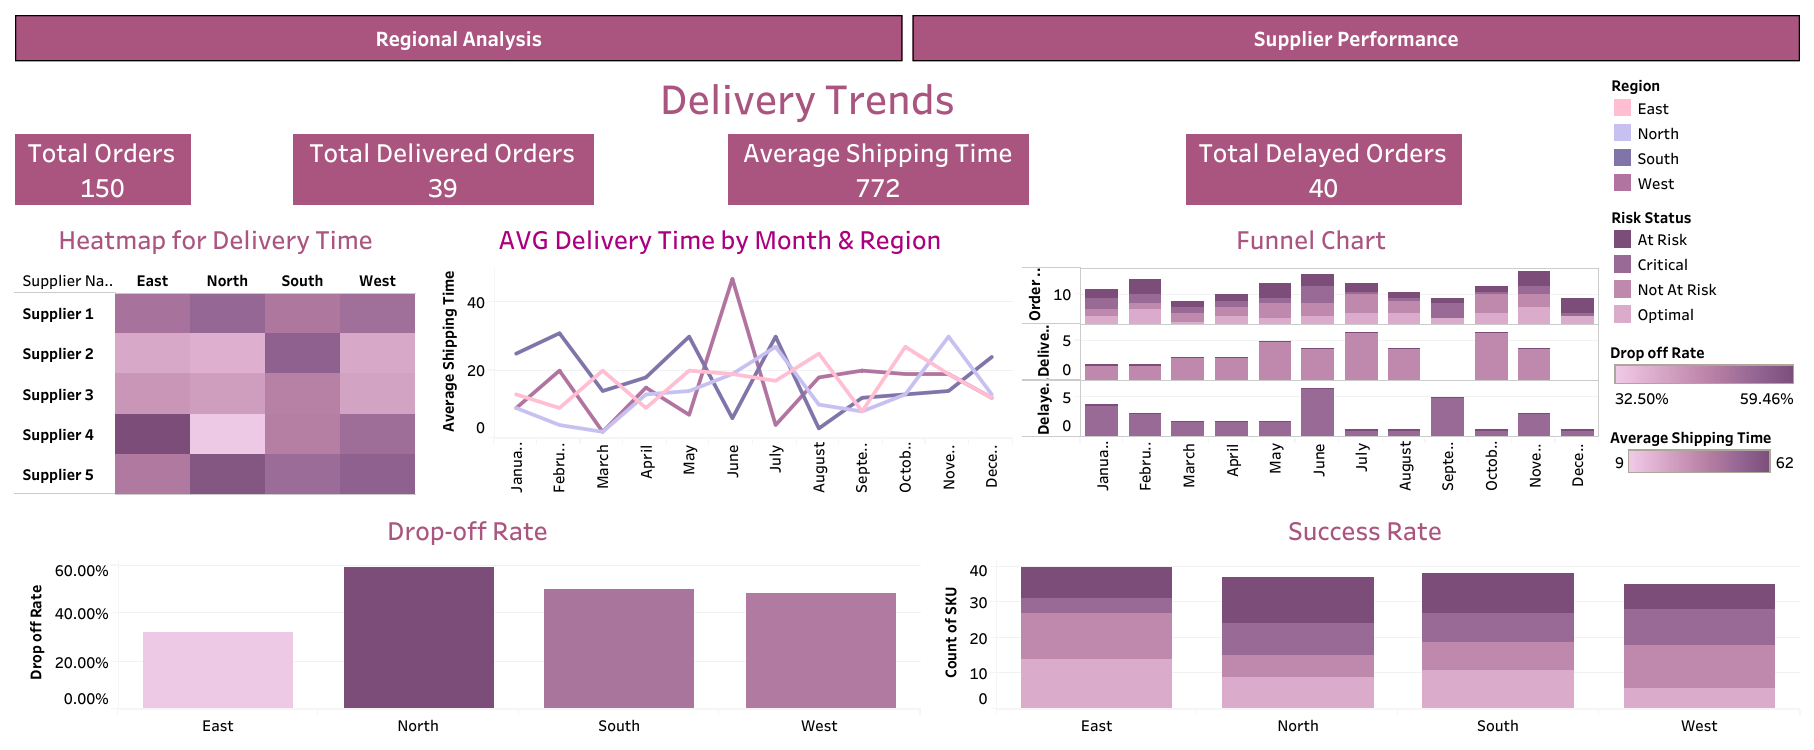 Regional Analysis
Supplier Performance
Delivery Trends
Total Orders
150
Total Delivered Orders
39
Average Shipping Time
772
Total Delayed Orders
40
Region
East
North
South
West
Risk Status
At Risk
Critical
Not At Risk
Optimal
Drop off Rate
32.50% 59.46%
Average Shipping Time
9 62
Heatmap for Delivery Time
Supplier Na.. East North South West
Supplier 1
Supplier 2
Supplier 3
Supplier 4
Supplier 5
AVG Delivery Time by Month & Region
Average Shipping Time
40
20
0
Janua.. Febru.. March April May June July August Septe.. Octob.. Nove.. Dece..
Funnel Chart
Order ..
10
Delive..
5
0
Delaye..
5
0
Janua.. Febru.. March April May June July August Septe.. Octob.. Nove.. Dece..
Drop-off Rate
Drop off Rate
60.00%
40.00%
20.00%
0.00%
East North South West
Success Rate
Count of SKU
40
30
20
10
0
East North South West